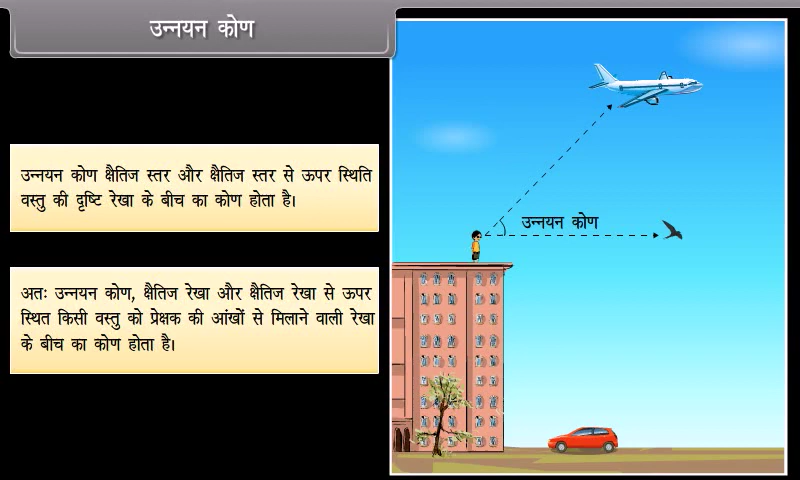 उन्नयन कोण
उन्नयन कोण क्षैतिज स्तर और क्षैतिज स्तर से ऊपर स्थिति
वस्तु की दृष्टि रेखा के बीच का कोण होता है।
अतः उन्नयन कोण, क्षैतिज रेखा और क्षैतिज रेखा से ऊपर
स्थित किसी वस्तु को प्रेक्षक की आंखों से मिलाने वाली रेखा
के बीच का कोण होता है।
उन्नयन कोण